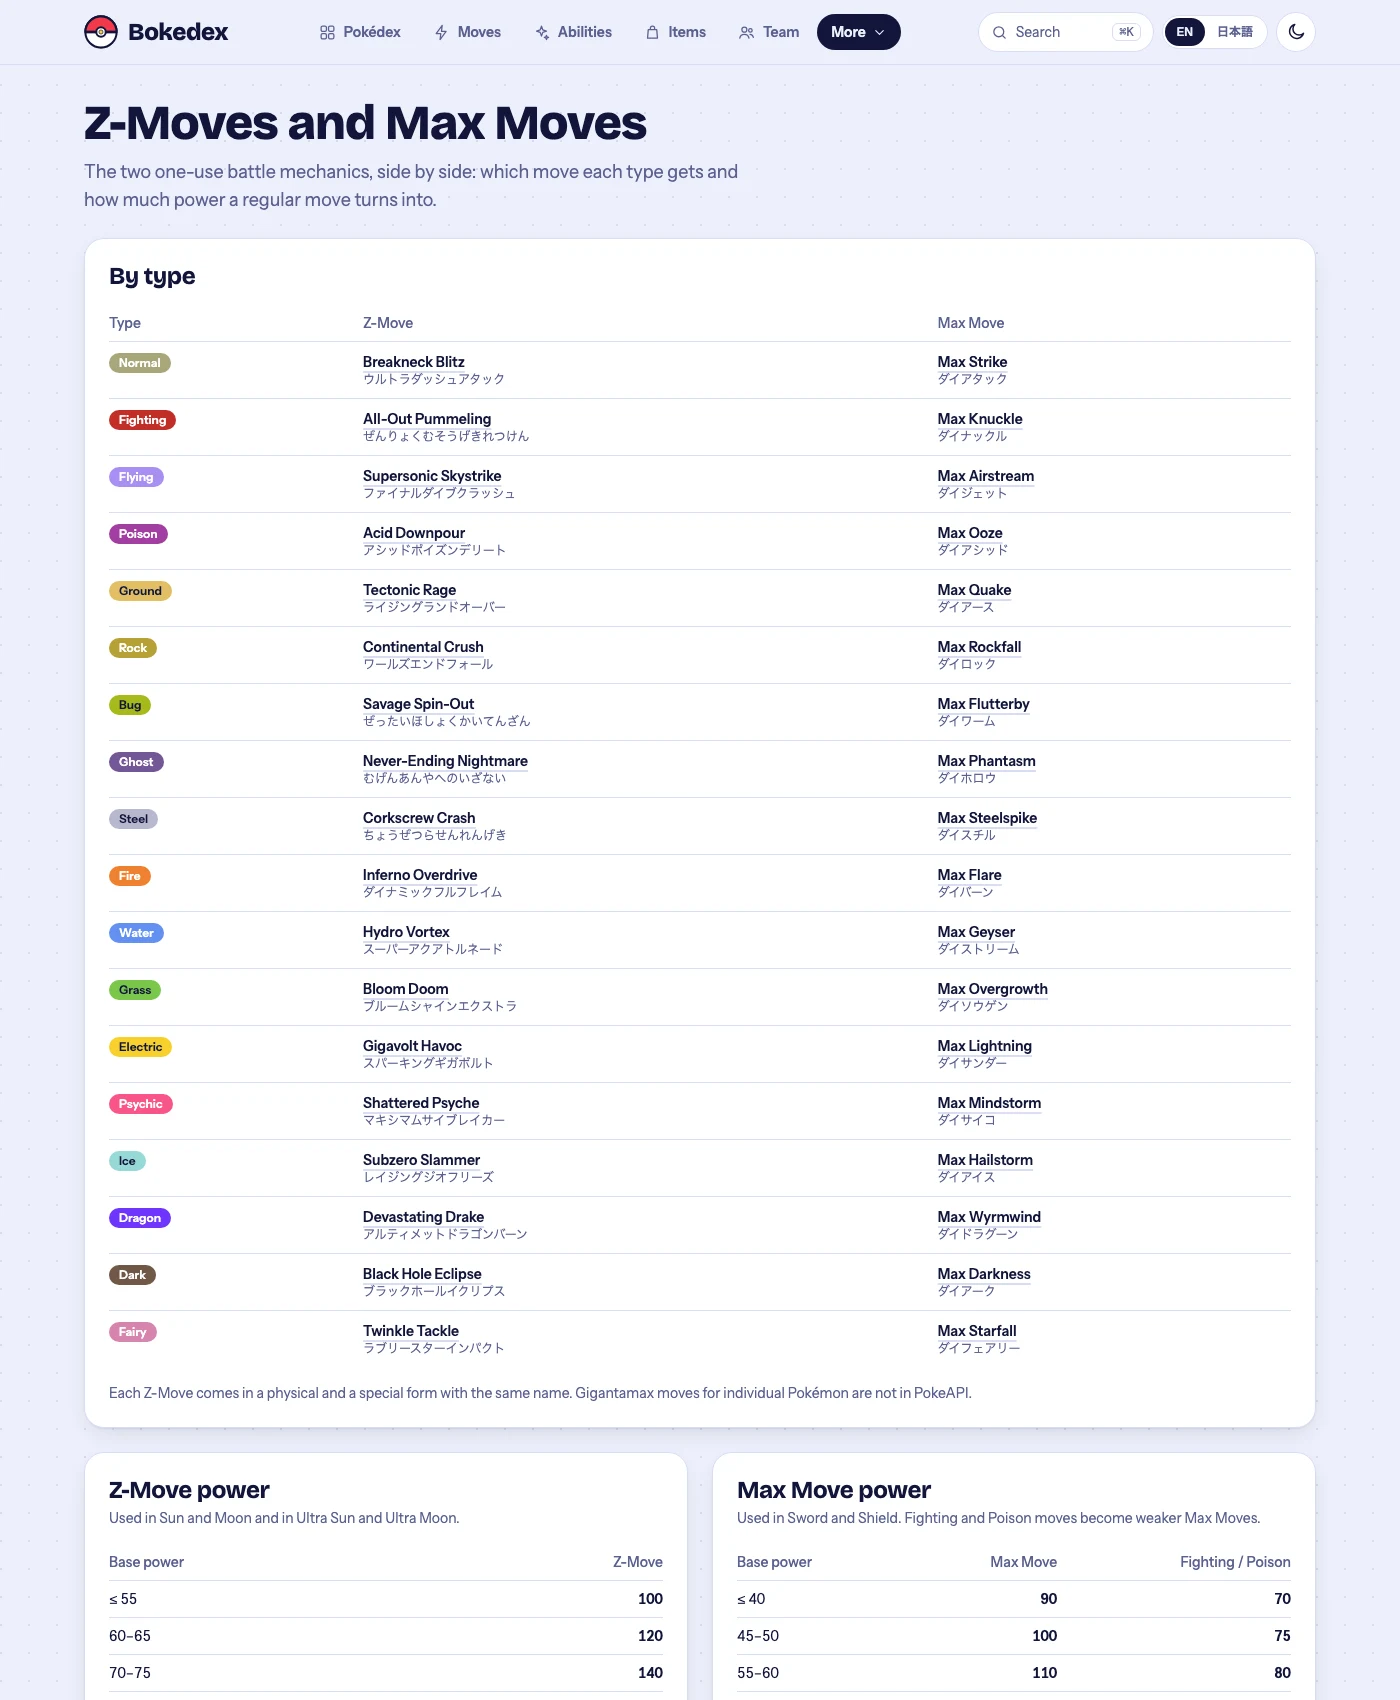 Bokedex
Pokédex
Moves
Abilities
Items
Team
More
Search
⌘K
EN
日本語
Z-Moves and Max Moves
The two one-use battle mechanics, side by side: which move each type gets and
how much power a regular move turns into.
By type
Type Z-Move Max Move
Normal Breakneck Blitz Max Strike
ウルトラダッシュアタック ダイアタック
Fighting All-Out Pummeling Max Knuckle
ぜんりょくむそうげきれつけん ダイナックル
Flying Supersonic Skystrike Max Airstream
ファイナルダイブクラッシュ ダイジェット
Poison Acid Downpour Max Ooze
アシッドポイズンデリート ダイアシッド
Ground Tectonic Rage Max Quake
ライジングランドオーバー ダイアース
Rock Continental Crush Max Rockfall
ワールズエンドフォール ダイロック
Bug Savage Spin-Out Max Flutterby
ぜったいほしょくかいてんざん ダイワーム
Ghost Never-Ending Nightmare Max Phantasm
むげんあんやへのいざない ダイホロウ
Steel Corkscrew Crash Max Steelspike
ちょうぜつらせんれんげき ダイスチル
Fire Inferno Overdrive Max Flare
ダイナミックフルフレイム ダイバーン
Water Hydro Vortex Max Geyser
スーパーアクアトルネード ダイストリーム
Grass Bloom Doom Max Overgrowth
ブルームシャインエクストラ ダイソウゲン
Electric Gigavolt Havoc Max Lightning
スパーキングギガボルト ダイサンダー
Psychic Shattered Psyche Max Mindstorm
マキシマムサイブレイカー ダイサイコ
Ice Subzero Slammer Max Hailstorm
レイジングジオフリーズ ダイアイス
Dragon Devastating Drake Max Wyrmwind
アルティメットドラゴンバーン ダイドラグーン
Dark Black Hole Eclipse Max Darkness
ブラックホールイクリプス ダイアーク
Fairy Twinkle Tackle Max Starfall
ラブリースターインパクト ダイフェアリー
Each Z-Move comes in a physical and a special form with the same name. Gigantamax moves for individual Pokémon are not in PokeAPI.
Z-Move power
Used in Sun and Moon and in Ultra Sun and Ultra Moon.
Base power Z-Move
≤ 55 100
60–65 120
70–75 140
Max Move power
Used in Sword and Shield. Fighting and Poison moves become weaker Max Moves.
Base power Max Move Fighting / Poison
≤ 40 90 70
45–50 100 75
55–60 110 80